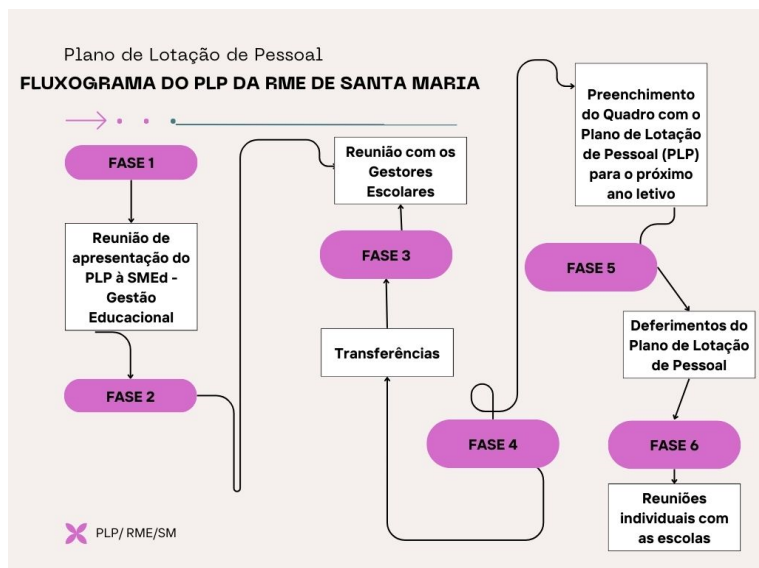 Plano de Lotação de Pessoal
FLUXOGRAMA DO PLP DA RME DE SANTA MARIA
FASE 1
Reunião de
apresentação do
PLP à SMEd -
Gestão
Educacional
FASE 2
Reunião com os
Gestores
Escolares
FASE 3
Transferências
FASE 4
Preenchimento
do Quadro com o
Plano de Lotação
de Pessoal (PLP)
para o próximo
ano letivo
FASE 5
Deferimentos do
Plano de Lotação
de Pessoal
FASE 6
Reuniões
individuais com
as escolas
PLP/ RME/SM